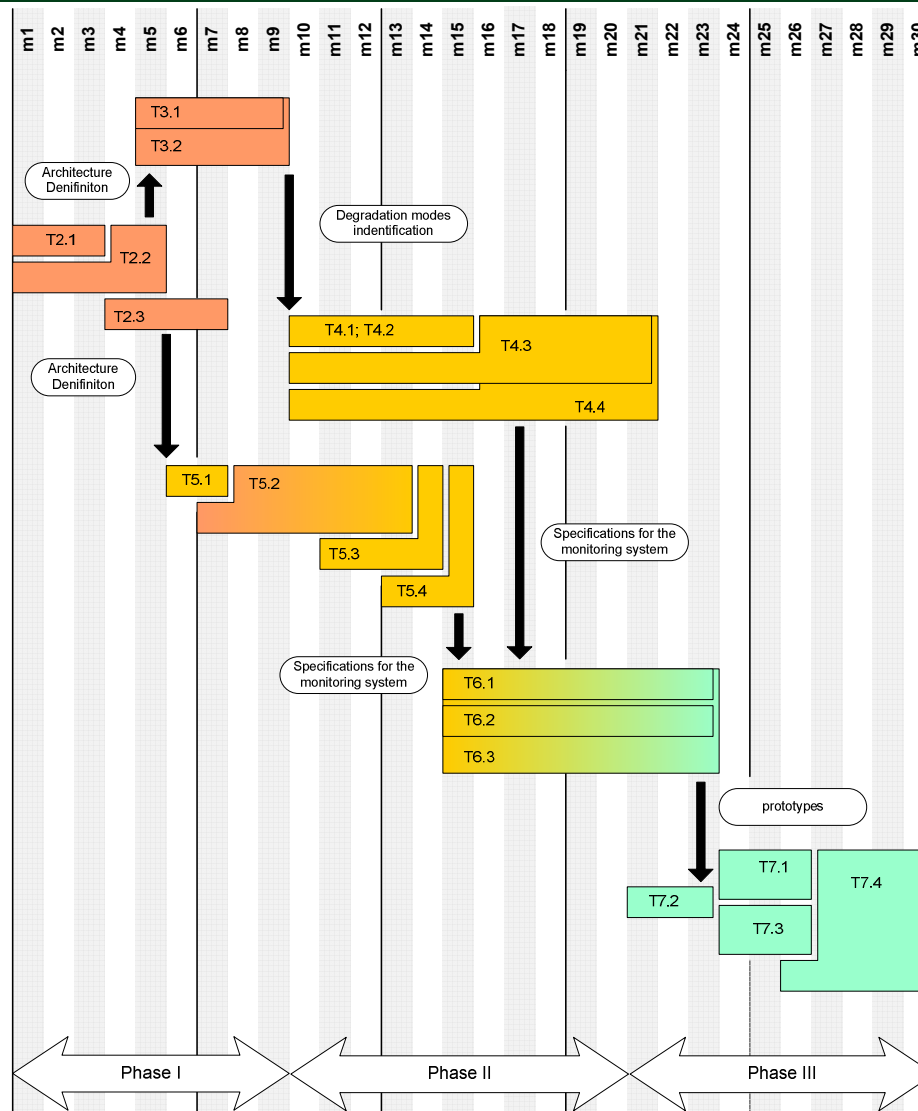 m1 m2 m3 m4 m5 m6 m7 m8 m9 m10 m11 m12 m13 m14 m15 m16 m17 m18 m19 m20 m21 m22 m23 m24 m25 m26 m27 m28 m29 m30
T3.1
T3.2
Architecture
Denifiniton
Degradation modes
indentification
T2.1
T2.2
T2.3
T4.1; T4.2
T4.3
T4.4
Architecture
Denifiniton
T5.1
T5.2
T5.3
T5.4
Specifications for the
monitoring system
Specifications for the
monitoring system
T6.1
T6.2
T6.3
prototypes
T7.1
T7.4
T7.2
T7.3
Phase I
Phase II
Phase III